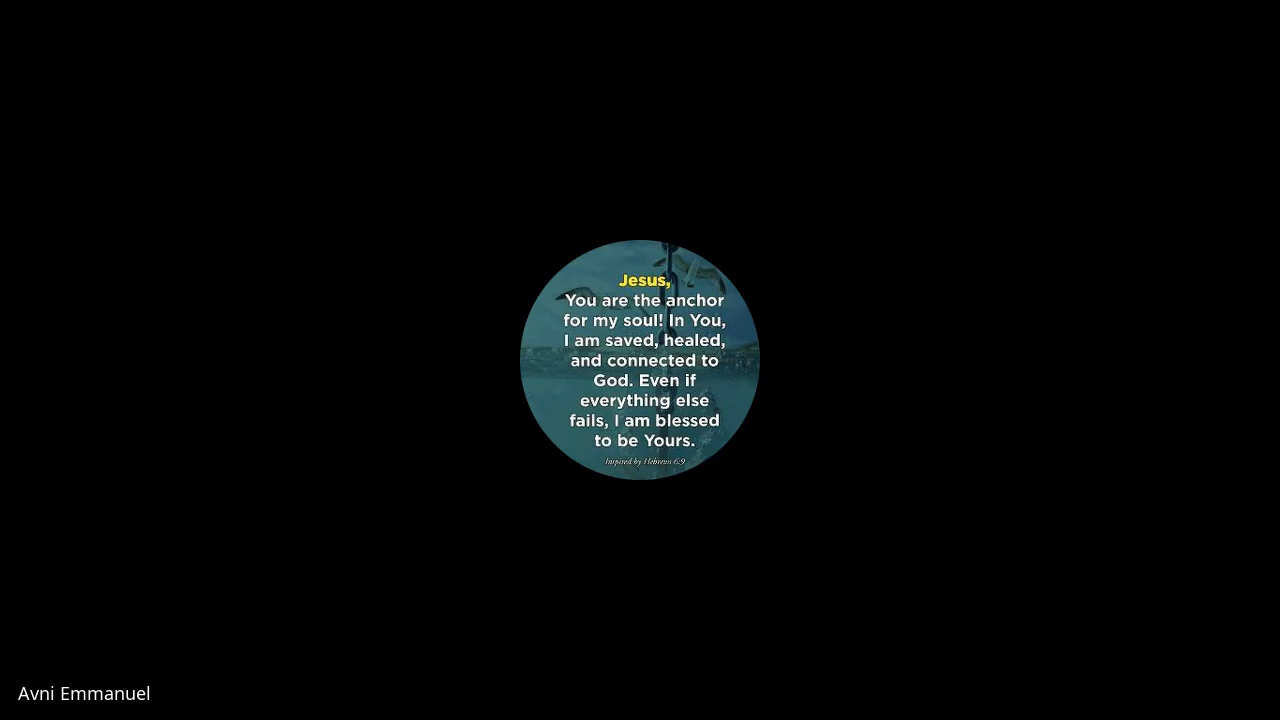 Jesus,
You are the anchor
for my soul! In You,
I am saved, healed,
and connected to
God. Even if
everything else
fails, I am blessed
to be Yours.
Inspired by Hebrews 6:9
Avni Emmanuel